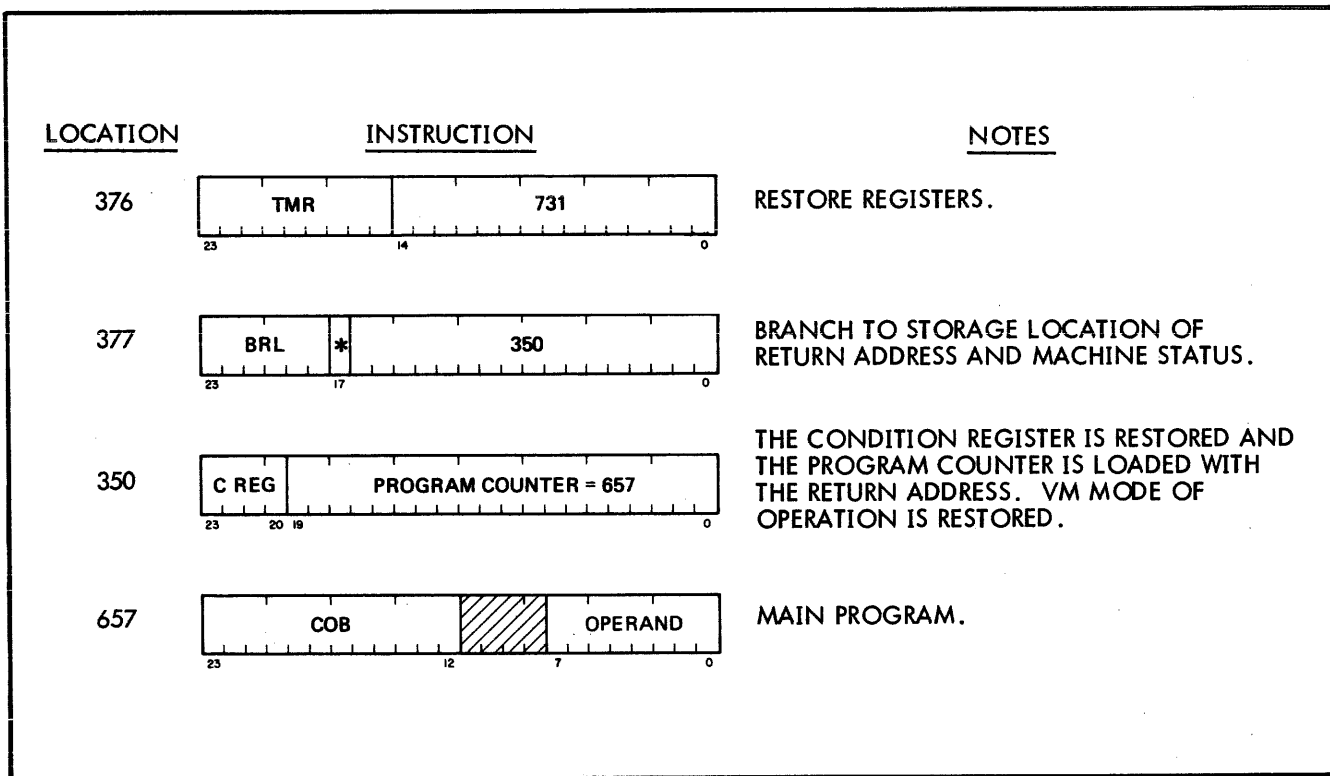 LOCATION INSTRUCTION NOTES
376 TMR 731 RESTORE REGISTERS.
23 14 0
377 BRL * 350 BRANCH TO STORAGE LOCATION OF
RETURN ADDRESS AND MACHINE STATUS.
23 17 0
THE CONDITION REGISTER IS RESTORED AND
350 C REG PROGRAM COUNTER = 657 THE PROGRAM COUNTER IS LOADED WITH
THE RETURN ADDRESS. VM MODE OF
OPERATION IS RESTORED.
23 20 19 0
657 COB OPERAND MAIN PROGRAM.
23 12 7 0